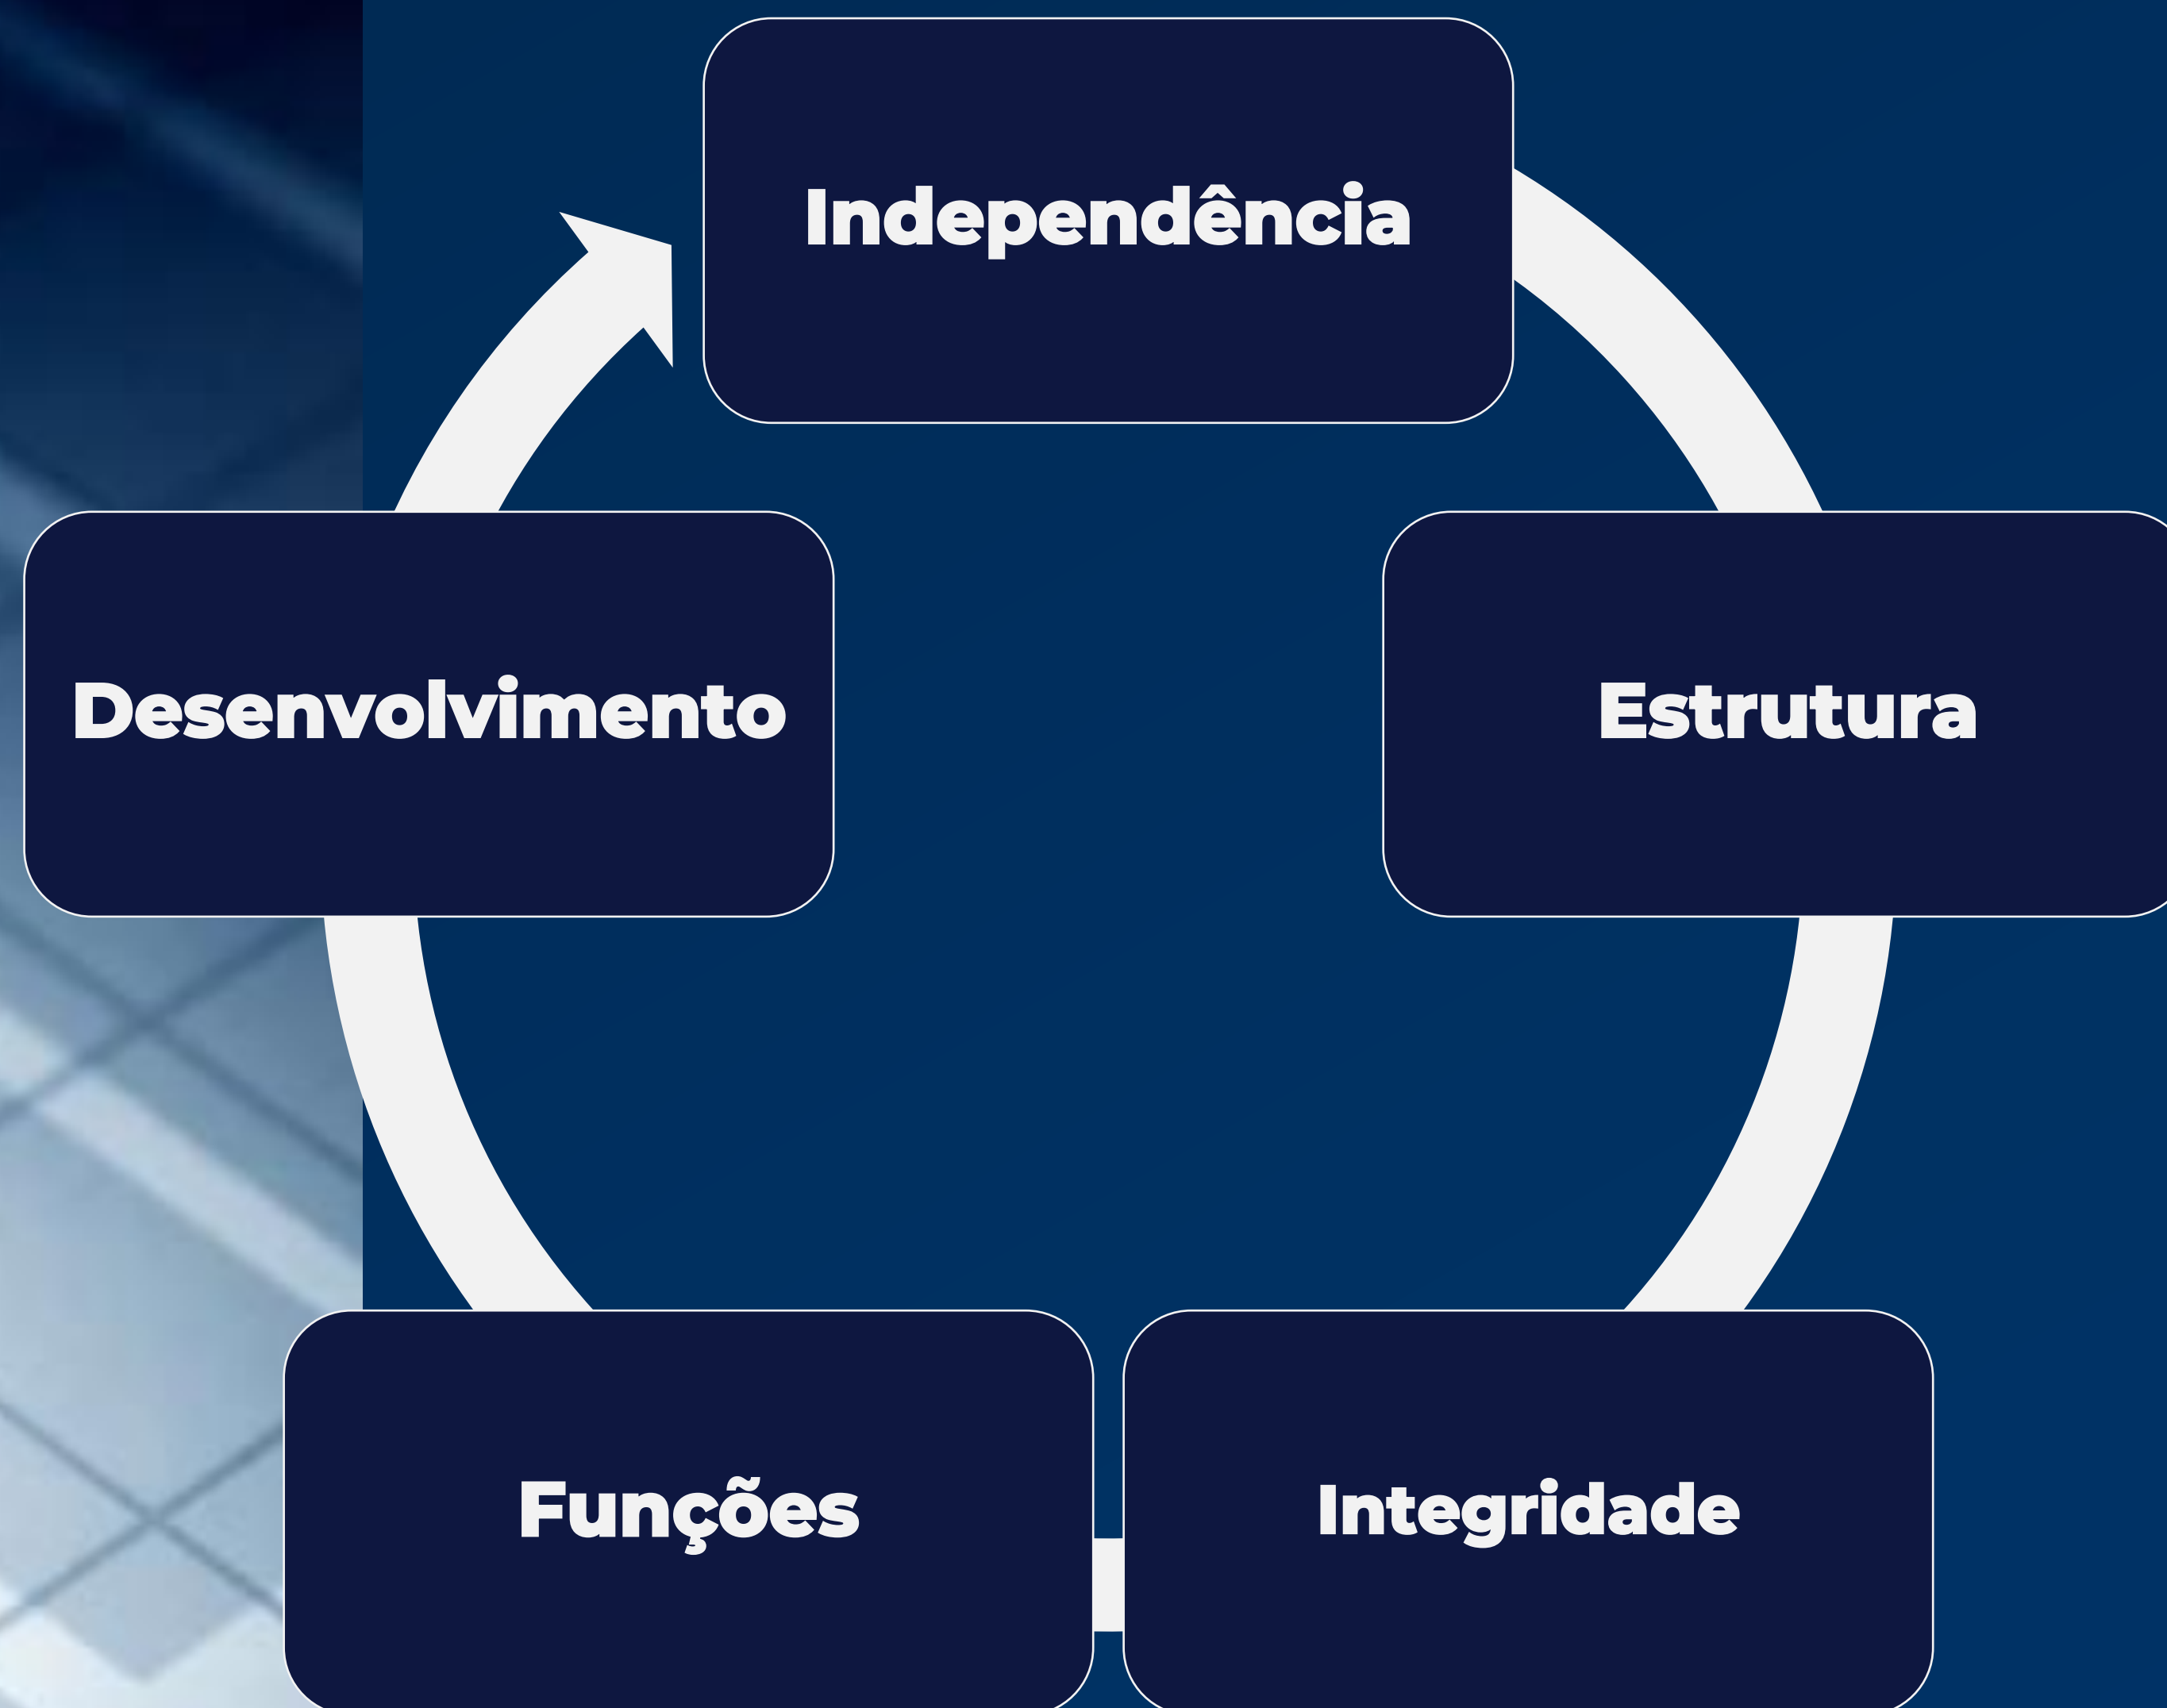 Independência
Desenvolvimento
Estrutura
Funções
Integridade